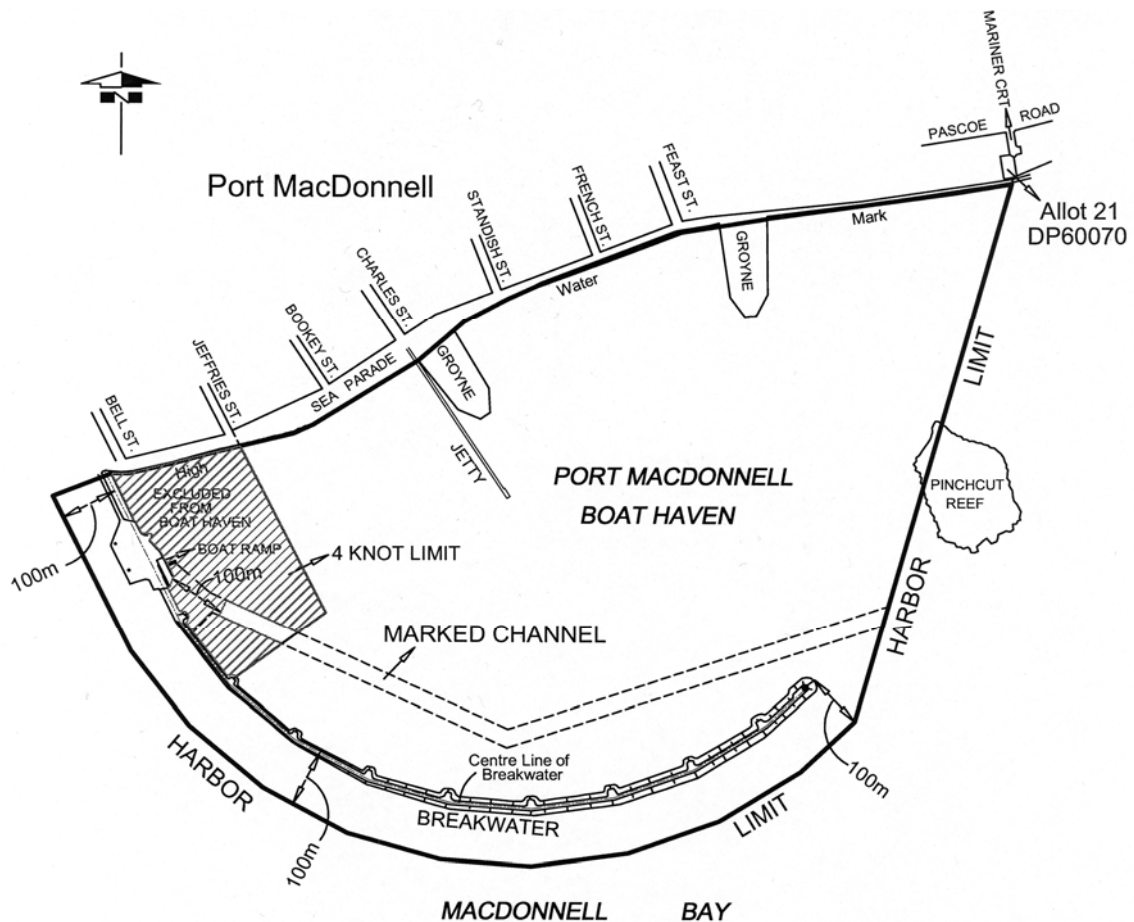 MARINER CRT
PASCOE ROAD
Port MacDonnell
FEAST ST.
FRENCH ST.
STANDISH ST.
CHARLES ST.
BOOKEY ST.
JEFFRIES ST.
BELL ST.
Allot 21
DP60070
Mark
Water
GROYNE
GROYNE
SEA PARADE
JETTY
LIMIT
High
EXCLUDED
FROM
BOAT HAVEN
BOAT RAMP
100m
100m
4 KNOT LIMIT
PORT MACDONNELL
BOAT HAVEN
PINCHCUT
REEF
HARBOR
MARKED CHANNEL
HARBOR
Centre Line of
Breakwater
BREAKWATER
100m
LIMIT
100m
MACDONNELL BAY
N